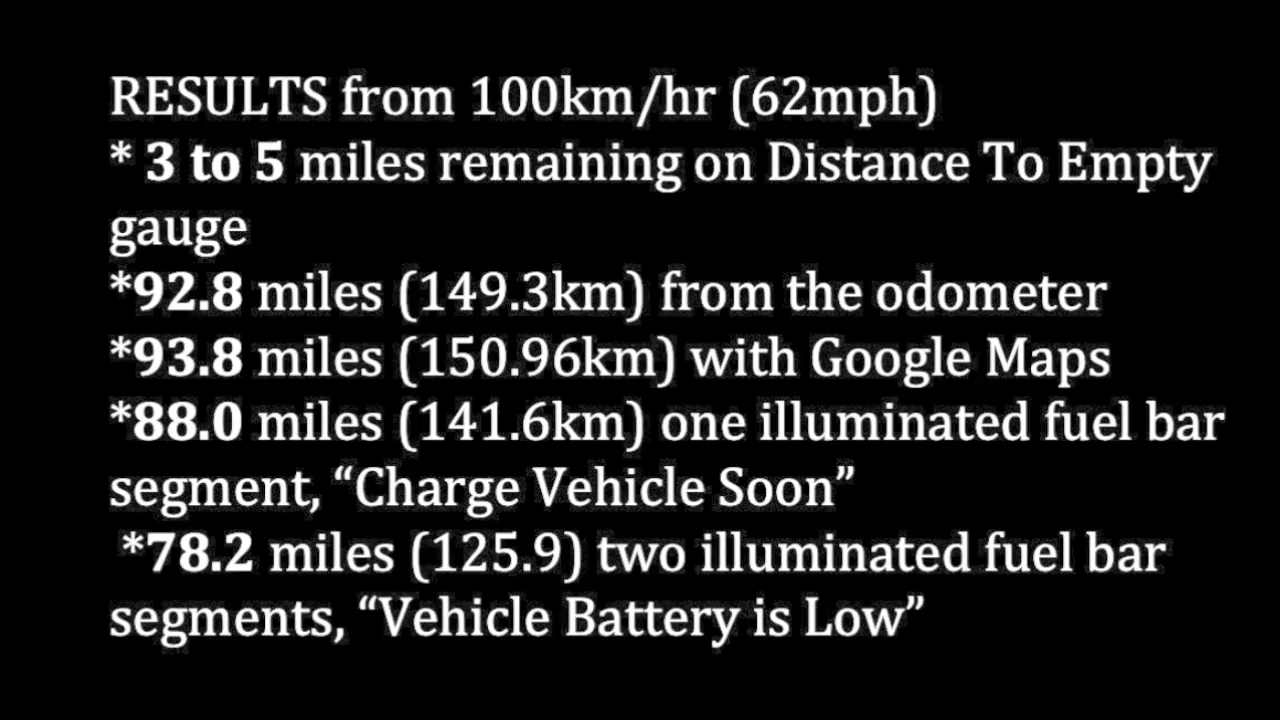 RESULTS from 100km/hr (62mph)
* 3 to 5 miles remaining on Distance To Empty
gauge
*92.8 miles (149.3km) from the odometer
*93.8 miles (150.96km) with Google Maps
*88.0 miles (141.6km) one illuminated fuel bar
segment, “Charge Vehicle Soon”
*78.2 miles (125.9) two illuminated fuel bar
segments, “Vehicle Battery is Low”